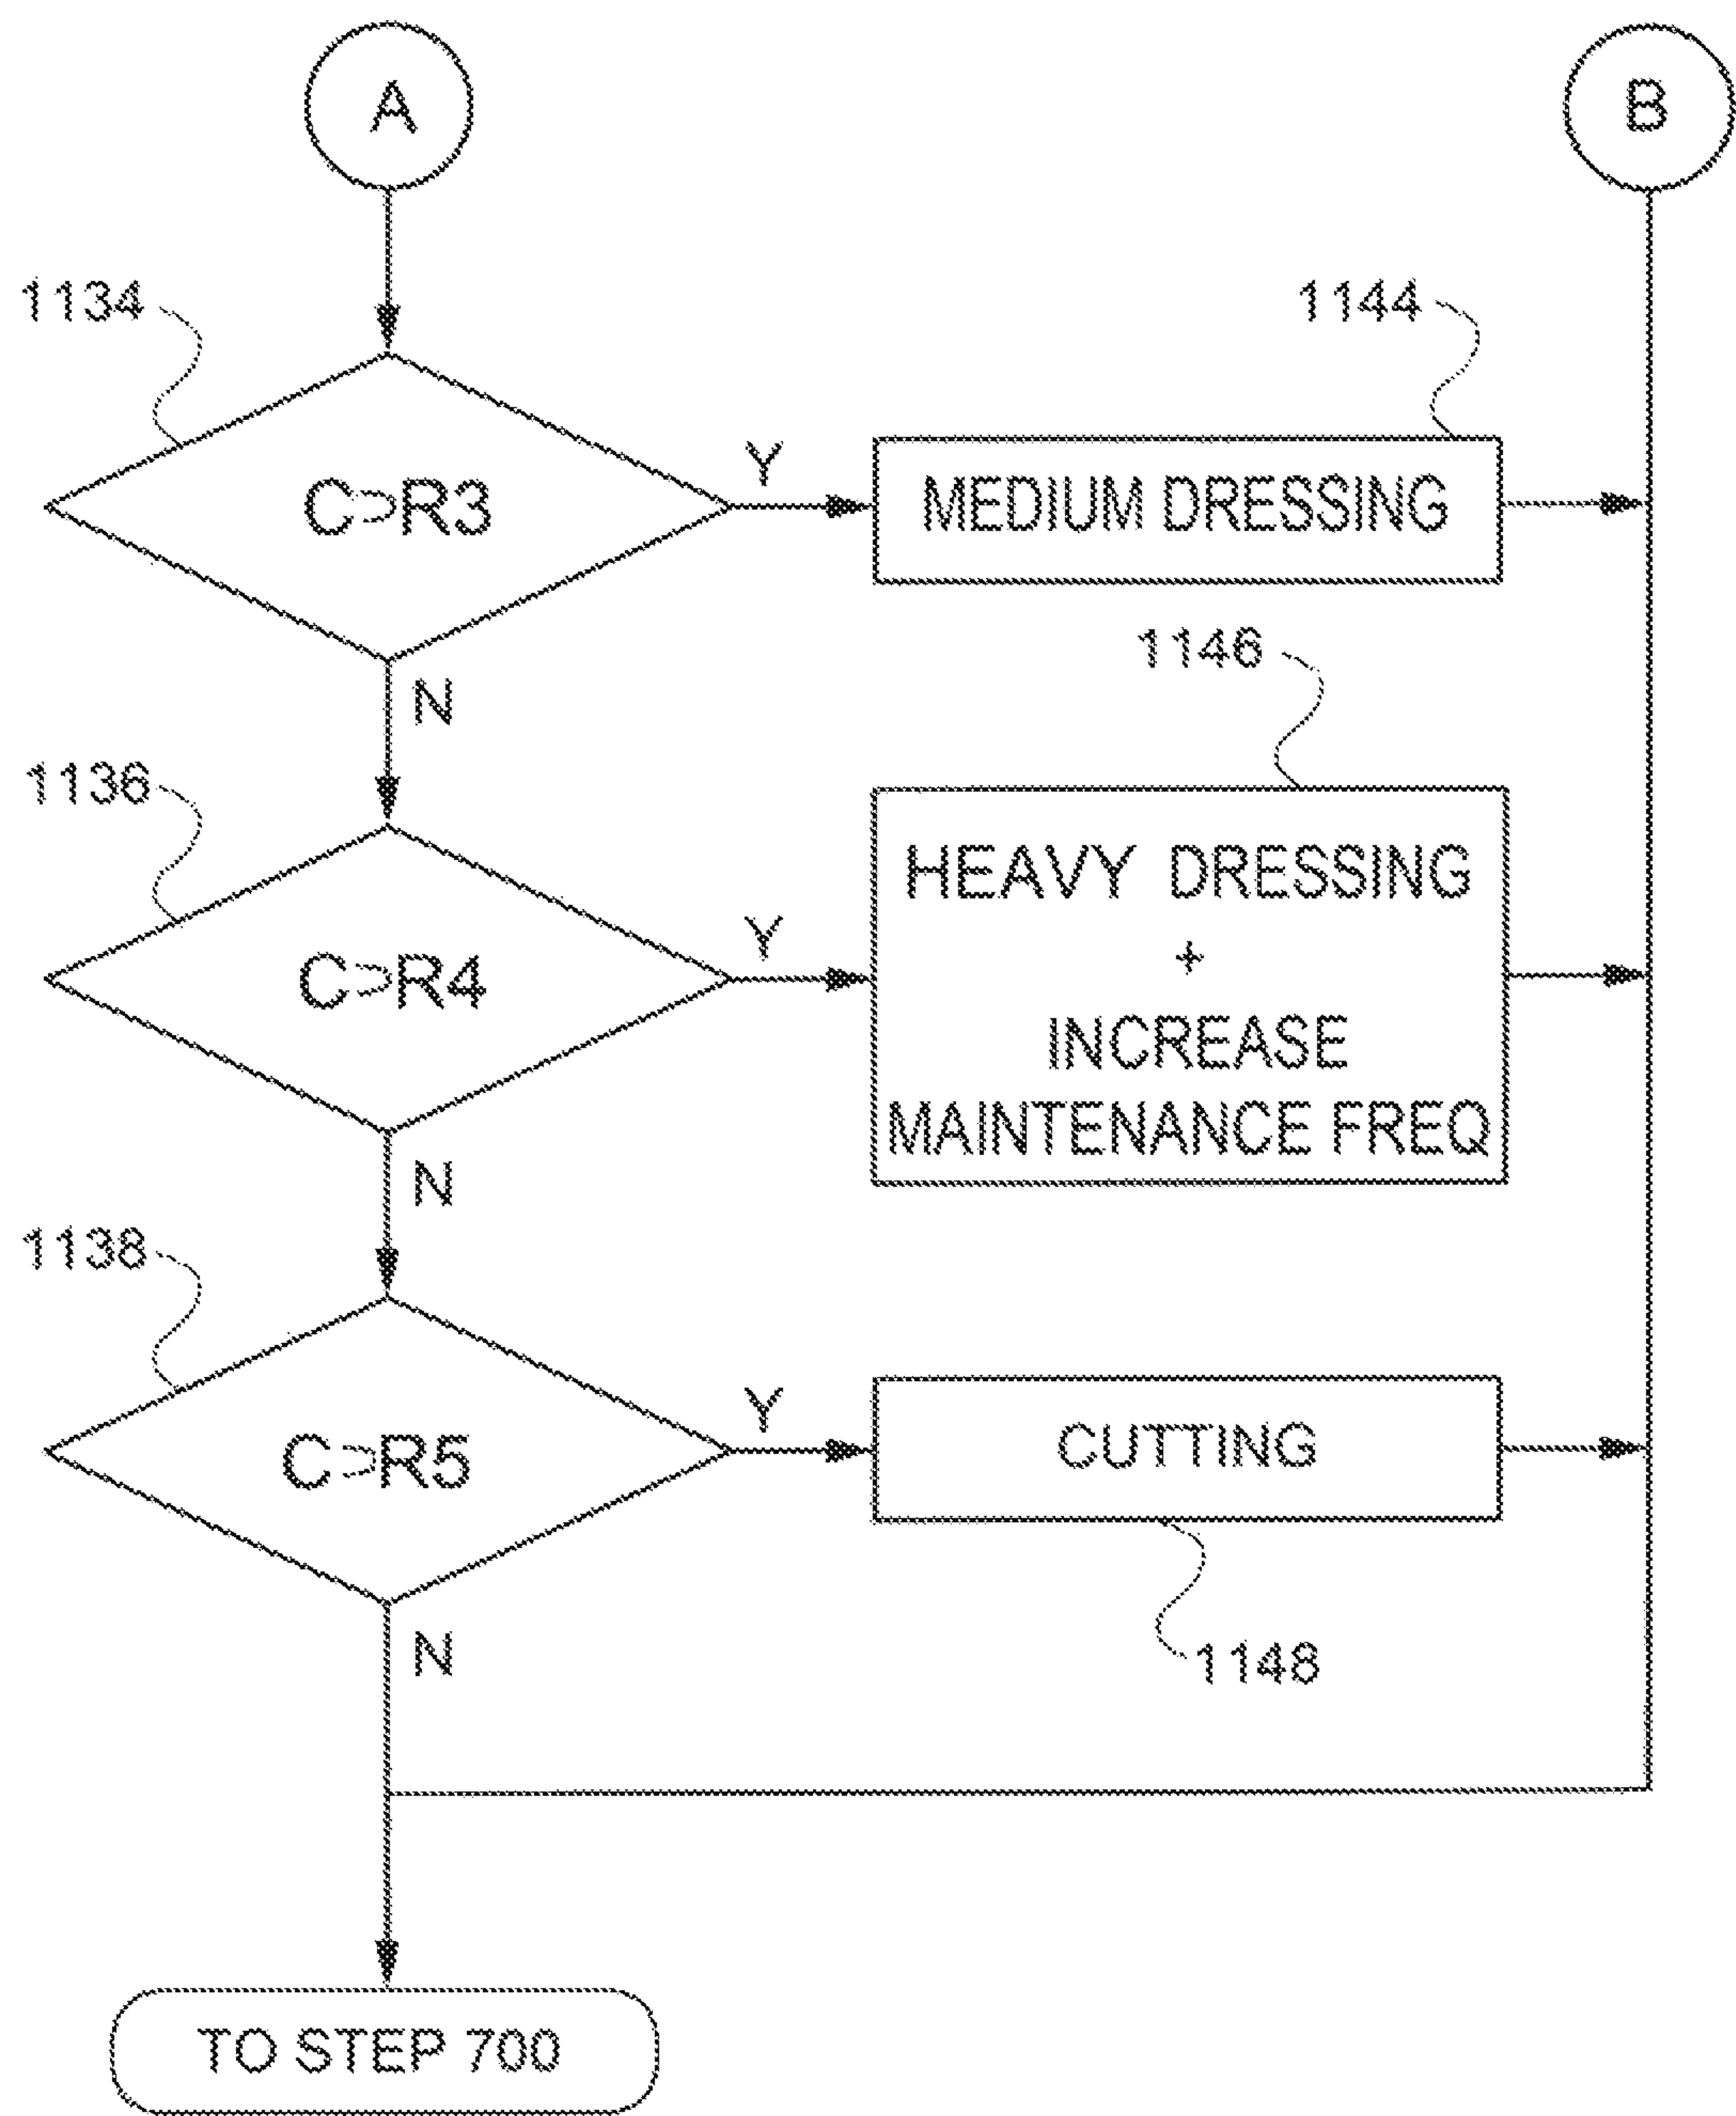 A
B
1134
1144
C⊃R3
Y
MEDIUM DRESSING
N
1146
1136
C⊃R4
Y
HEAVY DRESSING
+
INCREASE
MAINTENANCE FREQ
N
1138
C⊃R5
Y
CUTTING
N
1148
TO STEP 700